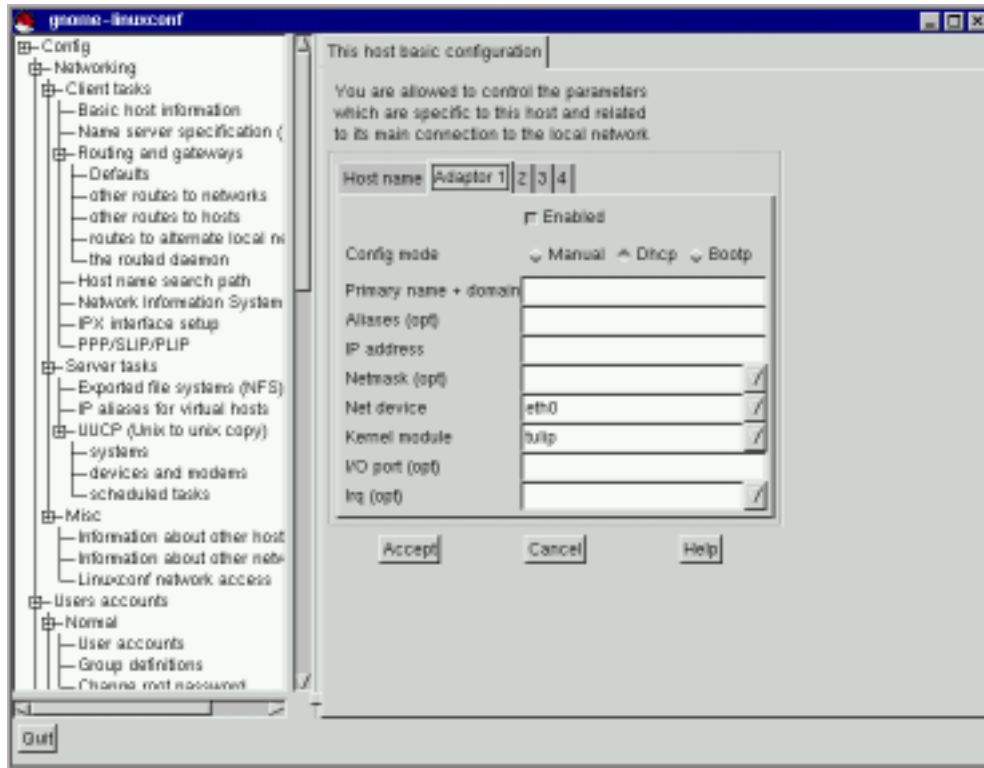 gnome-linuxconf
Config
Networking
Client tasks
Basic host information
Name server specification (
Routing and gateways
Defaults
other routes to networks
other routes to hosts
routes to alternate local ne
the routed daemon
Host name search path
Network Information System
IPX interface setup
PPP/SLIP/PLIP
Server tasks
Exported file systems (NFS)
IP aliases for virtual hosts
UUCP (Unix to unix copy)
systems
devices and modems
scheduled tasks
Misc
Information about other host
Information about other netw
Linuxconf network access
Users accounts
Normal
User accounts
Group definitions
Change root password
Quit
This host basic configuration
You are allowed to control the parameters
which are specific to this host and related
to its main connection to the local network
Host name Adaptor 1 2 3 4
Enabled
Config mode Manual Dhcp Bootp
Primary name + domain
Aliases (opt)
IP address
Netmask (opt)
Net device eth0
Kernel module tulip
I/O port (opt)
Irq (opt)
Accept Cancel Help